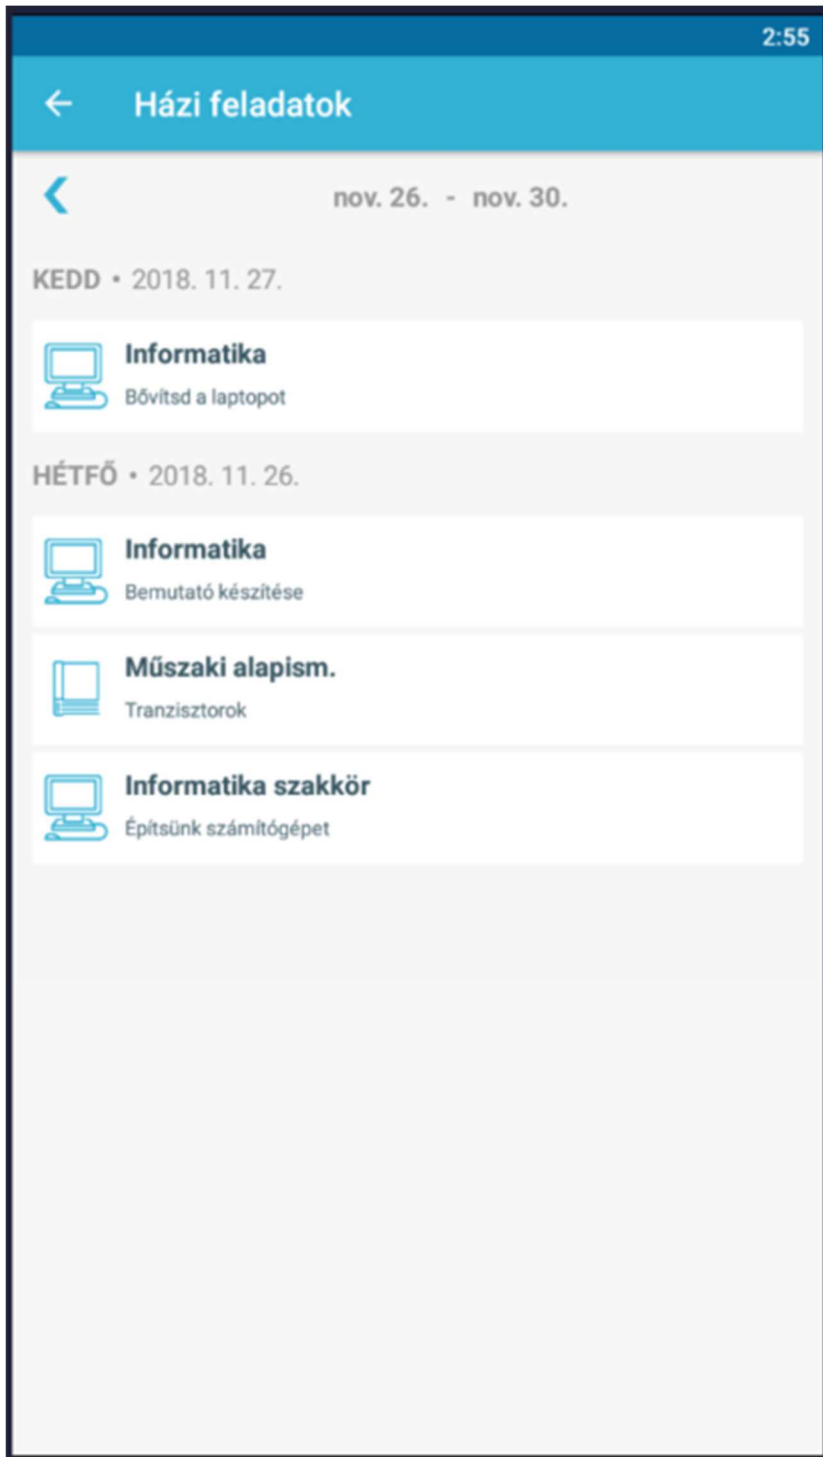 2:55
Házi feladatok
nov. 26. - nov. 30.
KEDD • 2018. 11. 27.
Informatika
Bővítsd a laptopot
HÉTFŐ • 2018. 11. 26.
Informatika
Bemutató készítése
Műszaki alapism.
Tranzisztorok
Informatika szakkör
Építsünk számítógépet